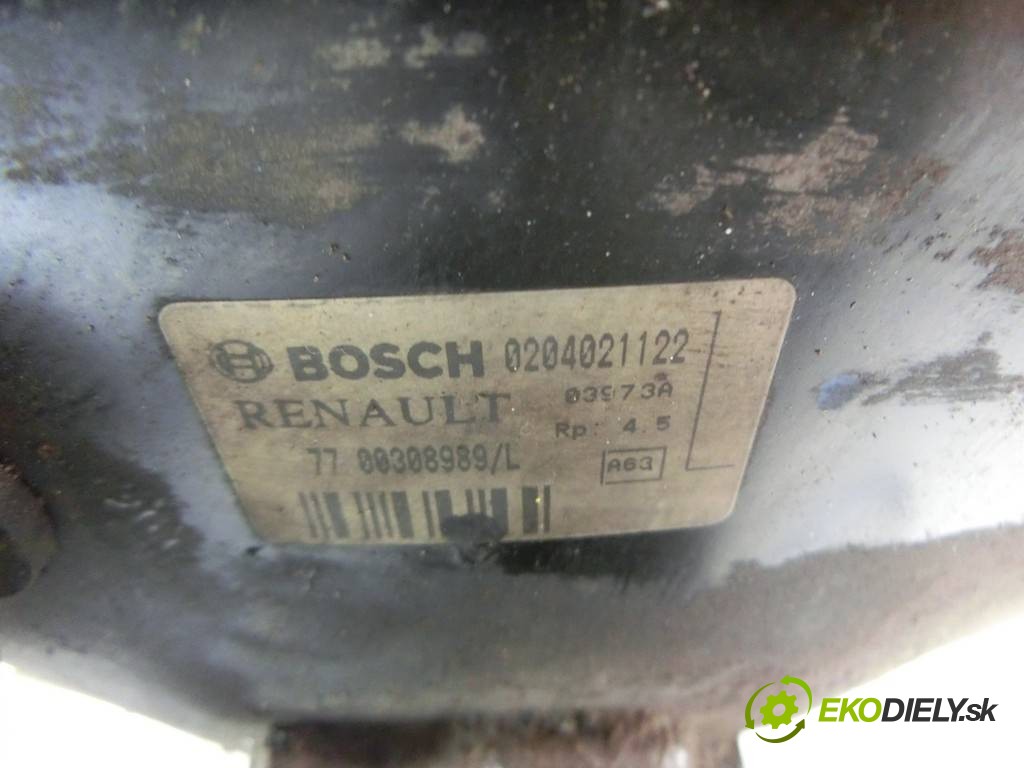 BOSCH 0204021122
03973A
RENAULT
Rp: 4.5
77 00308989/L
A63
EKODIELY.sk